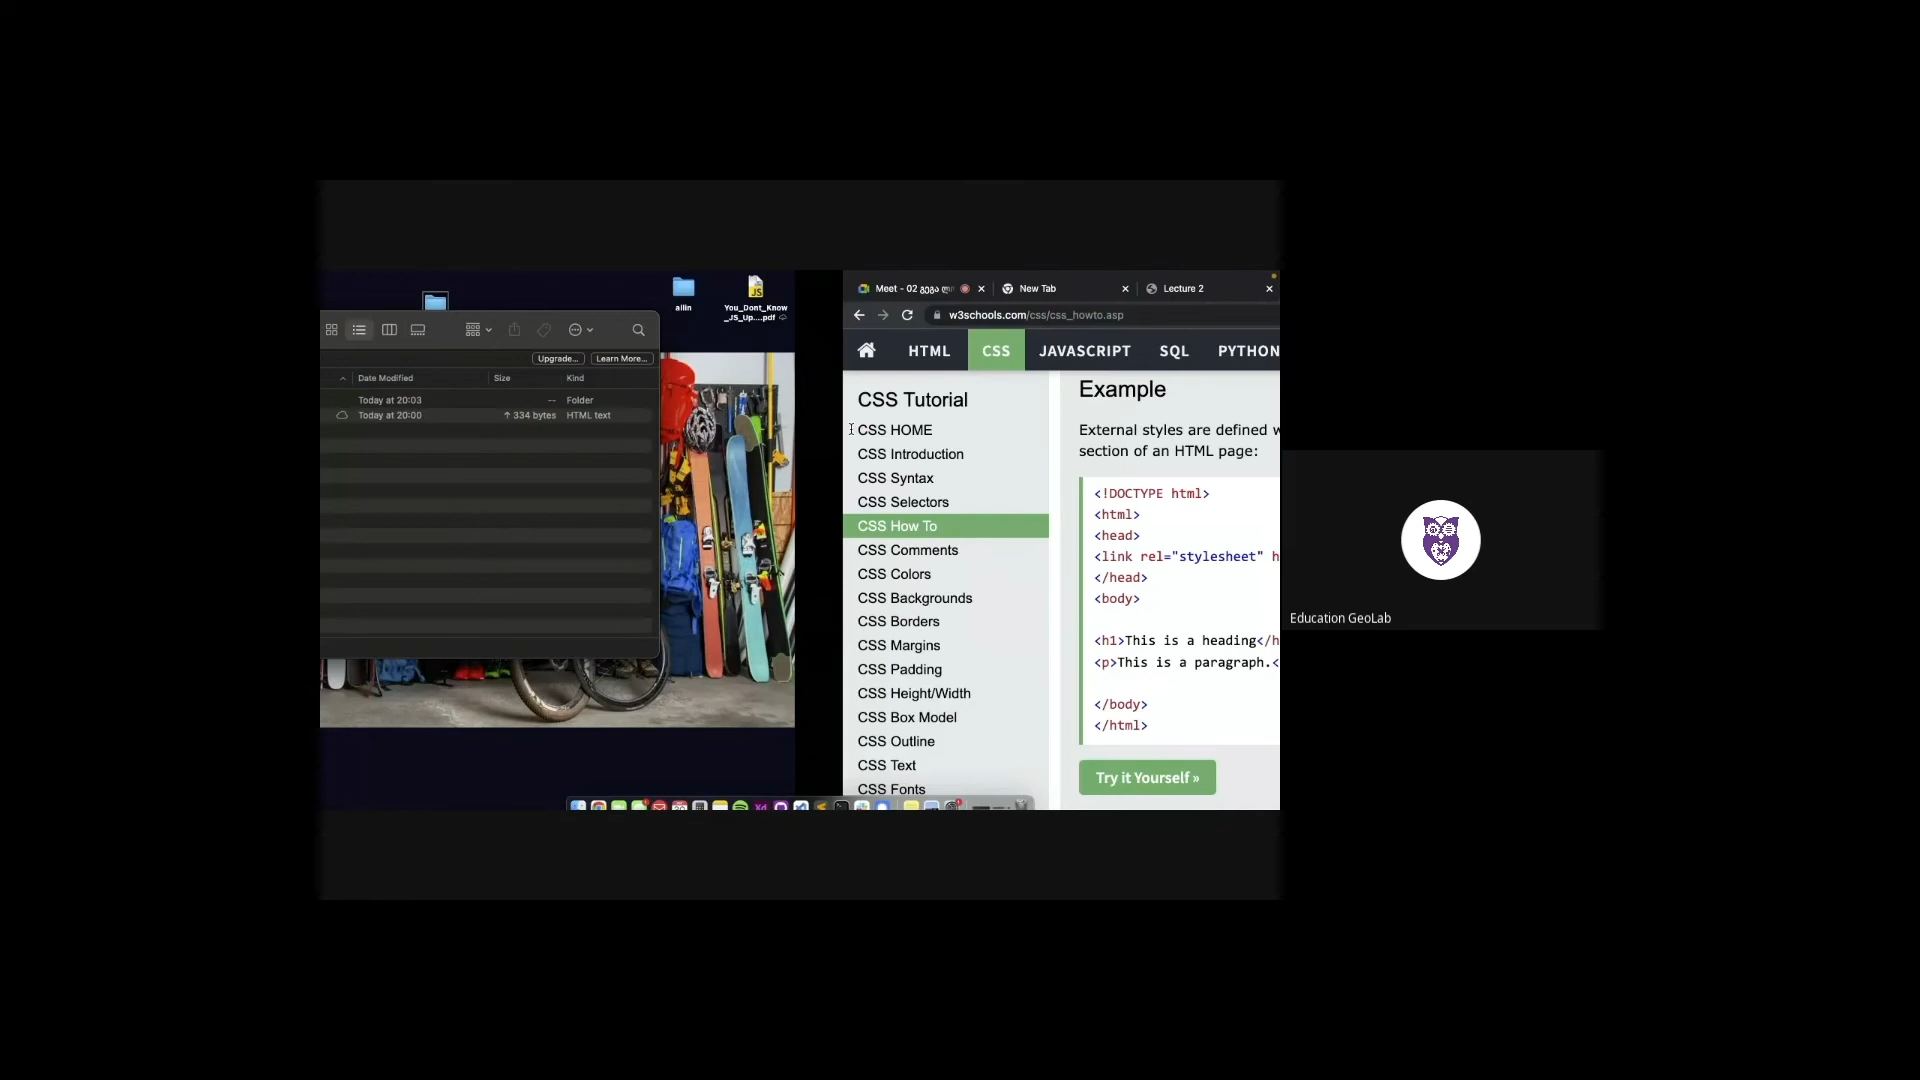 allin
You_Dont_Know
_JS_Up....pdf
Upgrade...
Learn More...
Date Modified
Size
Kind
Today at 20:03
--
Folder
Today at 20:00
↑ 334 bytes
HTML text
Meet - 02
New Tab
Lecture 2
w3schools.com/css/css_howto.asp
HTML
CSS
JAVASCRIPT
SQL
PYTHON
CSS Tutorial
CSS HOME
CSS Introduction
CSS Syntax
CSS Selectors
CSS How To
CSS Comments
CSS Colors
CSS Backgrounds
CSS Borders
CSS Margins
CSS Padding
CSS Height/Width
CSS Box Model
CSS Outline
CSS Text
CSS Fonts
Example
External styles are defined w
section of an HTML page:
<!DOCTYPE html>
<html>
<head>
<link rel="stylesheet" h
</head>
<body>
<h1>This is a heading</h
<p>This is a paragraph.<
</body>
</html>
Try it Yourself »
Education GeoLab